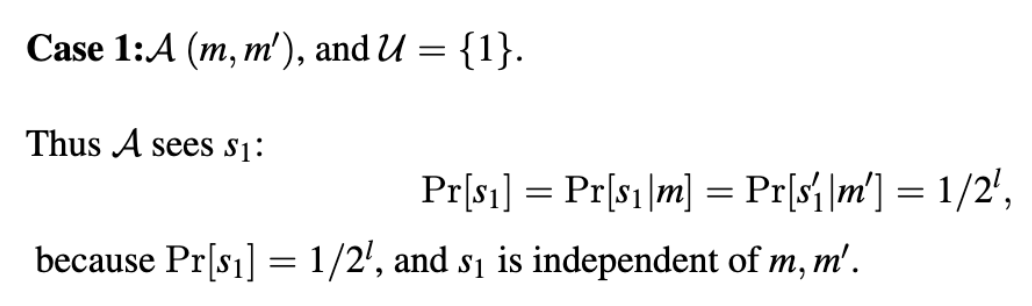 Case 1:𝒜 (m, m′), and 𝒰 = {1}.
Thus 𝒜 sees s₁:
Pr[s₁] = Pr[s₁|m] = Pr[s′₁|m′] = 1/2ˡ,
because Pr[s₁] = 1/2ˡ, and s₁ is independent of m, m′.